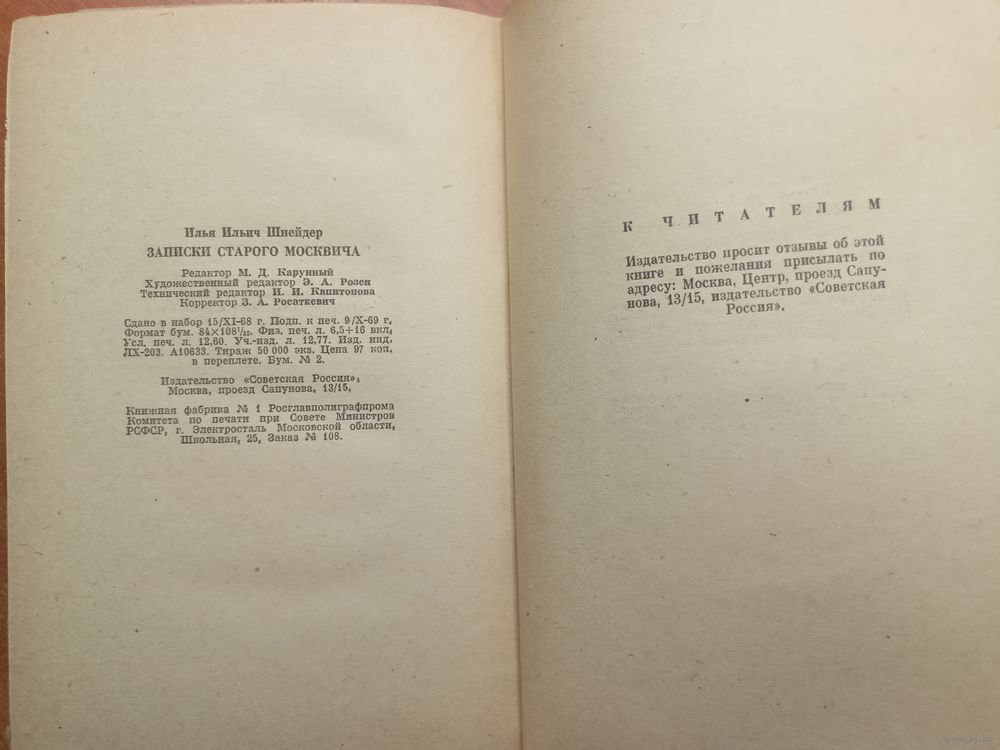 Илья Ильич Шнейдер
ЗАПИСКИ СТАРОГО МОСКВИЧА
Редактор М. Д. Карунный
Художественный редактор Э. А. Розен
Технический редактор И. И. Капитонова
Корректор З. А. Росаткевич
Сдано в набор 15/XI-68 г. Подп. к печ. 9/X-69 г.
Формат бум. 84×108¹/₃₂. Физ. печ. л. 6,5+16 вкл.
Усл. печ. л. 12,60. Уч.-изд. л. 12,77. Изд. инд.
ЛХ-203. А10633. Тираж 50 000 экз. Цена 97 коп.
в переплете. Бум. № 2.
Издательство «Советская Россия».
Москва, проезд Сапунова, 13/15.
Книжная фабрика № 1 Росглавполиграфпрома
Комитета по печати при Совете Министров
РСФСР, г. Электросталь Московской области,
Школьная, 25. Заказ № 108.
К ЧИТАТЕЛЯМ
Издательство просит отзывы об этой
книге и пожелания присылать по
адресу: Москва, Центр, проезд Сапу-
нова, 13/15, издательство «Советская
Россия».